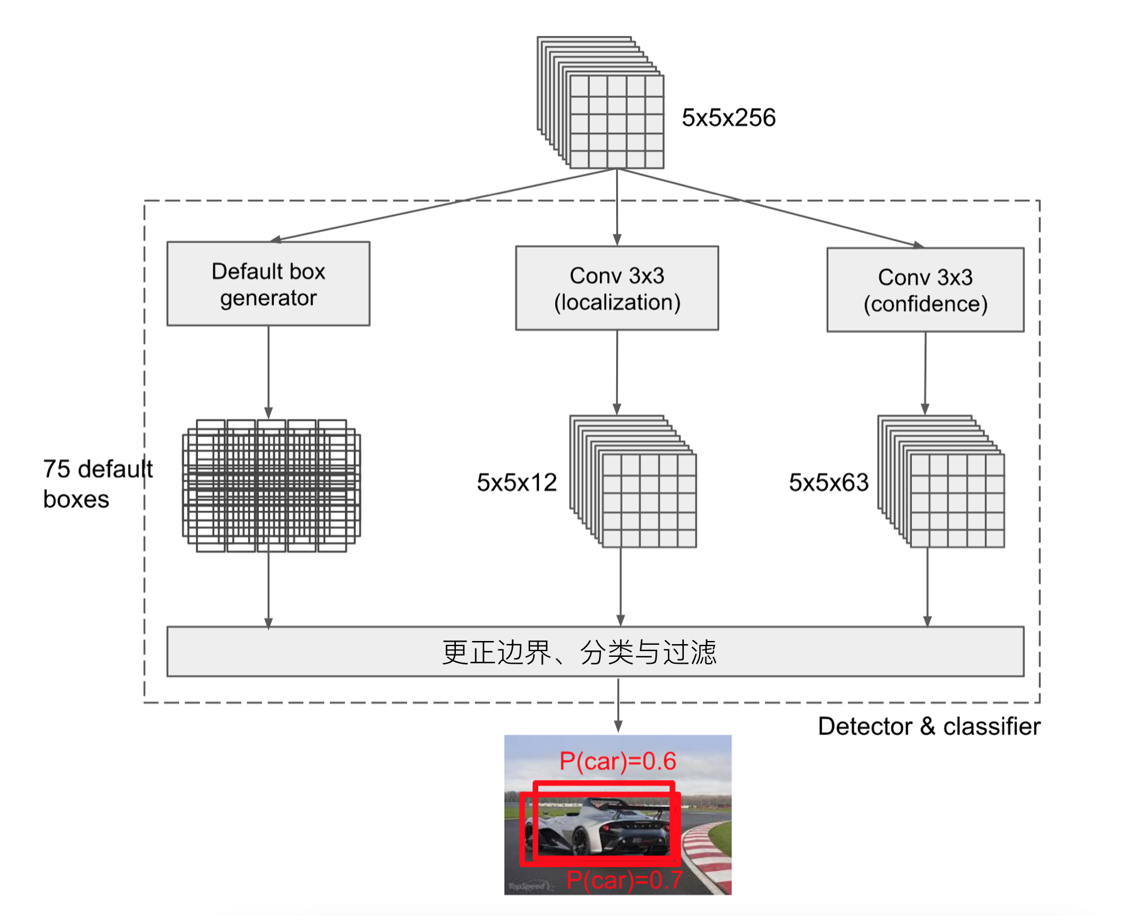 5x5x256
Default box
generator
Conv 3x3
(localization)
Conv 3x3
(confidence)
75 default
boxes
5x5x12
5x5x63
更正边界、分类与过滤
Detector & classifier
P(car)=0.6
P(car)=0.7
TopSpeed